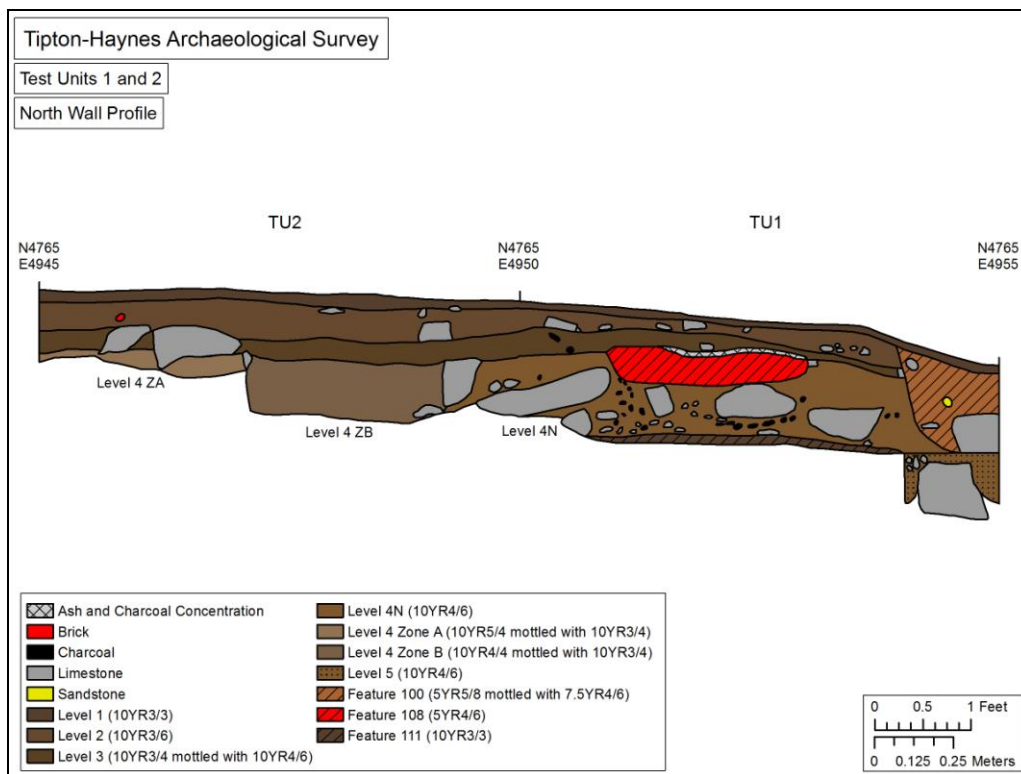 Tipton-Haynes Archaeological Survey
Test Units 1 and 2
North Wall Profile
TU2
TU1
N4765
E4945
N4765
E4950
N4765
E4955
Level 4 ZA
Level 4 ZB
Level 4N
Ash and Charcoal Concentration
Brick
Charcoal
Limestone
Sandstone
Level 1 (10YR3/3)
Level 2 (10YR3/6)
Level 3 (10YR3/4 mottled with 10YR4/6)
Level 4N (10YR4/6)
Level 4 Zone A (10YR5/4 mottled with 10YR3/4)
Level 4 Zone B (10YR4/4 mottled with 10YR3/4)
Level 5 (10YR4/6)
Feature 100 (5YR5/8 mottled with 7.5YR4/6)
Feature 108 (5YR4/6)
Feature 111 (10YR3/3)
0 0.5 1 Feet
0 0.125 0.25 Meters